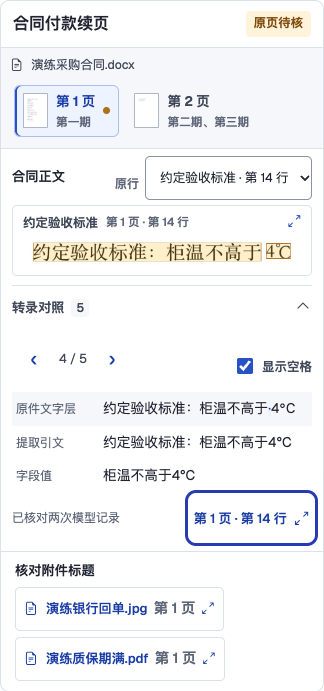 合同付款续页
原页待核
演练采购合同.docx
第 1 页
第一期
第 2 页
第二期、第三期
合同正文
原行
约定验收标准 · 第 14 行
约定验收标准 第 1 页 · 第 14 行
约定验收标准：柜温不高于 4℃
转录对照 5
4 / 5
显示空格
原件文字层 约定验收标准：柜温不高于·4°C
提取引文 约定验收标准：柜温不高于4°C
字段值 柜温不高于4°C
已核对两次模型记录
第 1 页 · 第 14 行
核对附件标题
演练银行回单.jpg 第 1 页
演练质保期满.pdf 第 1 页